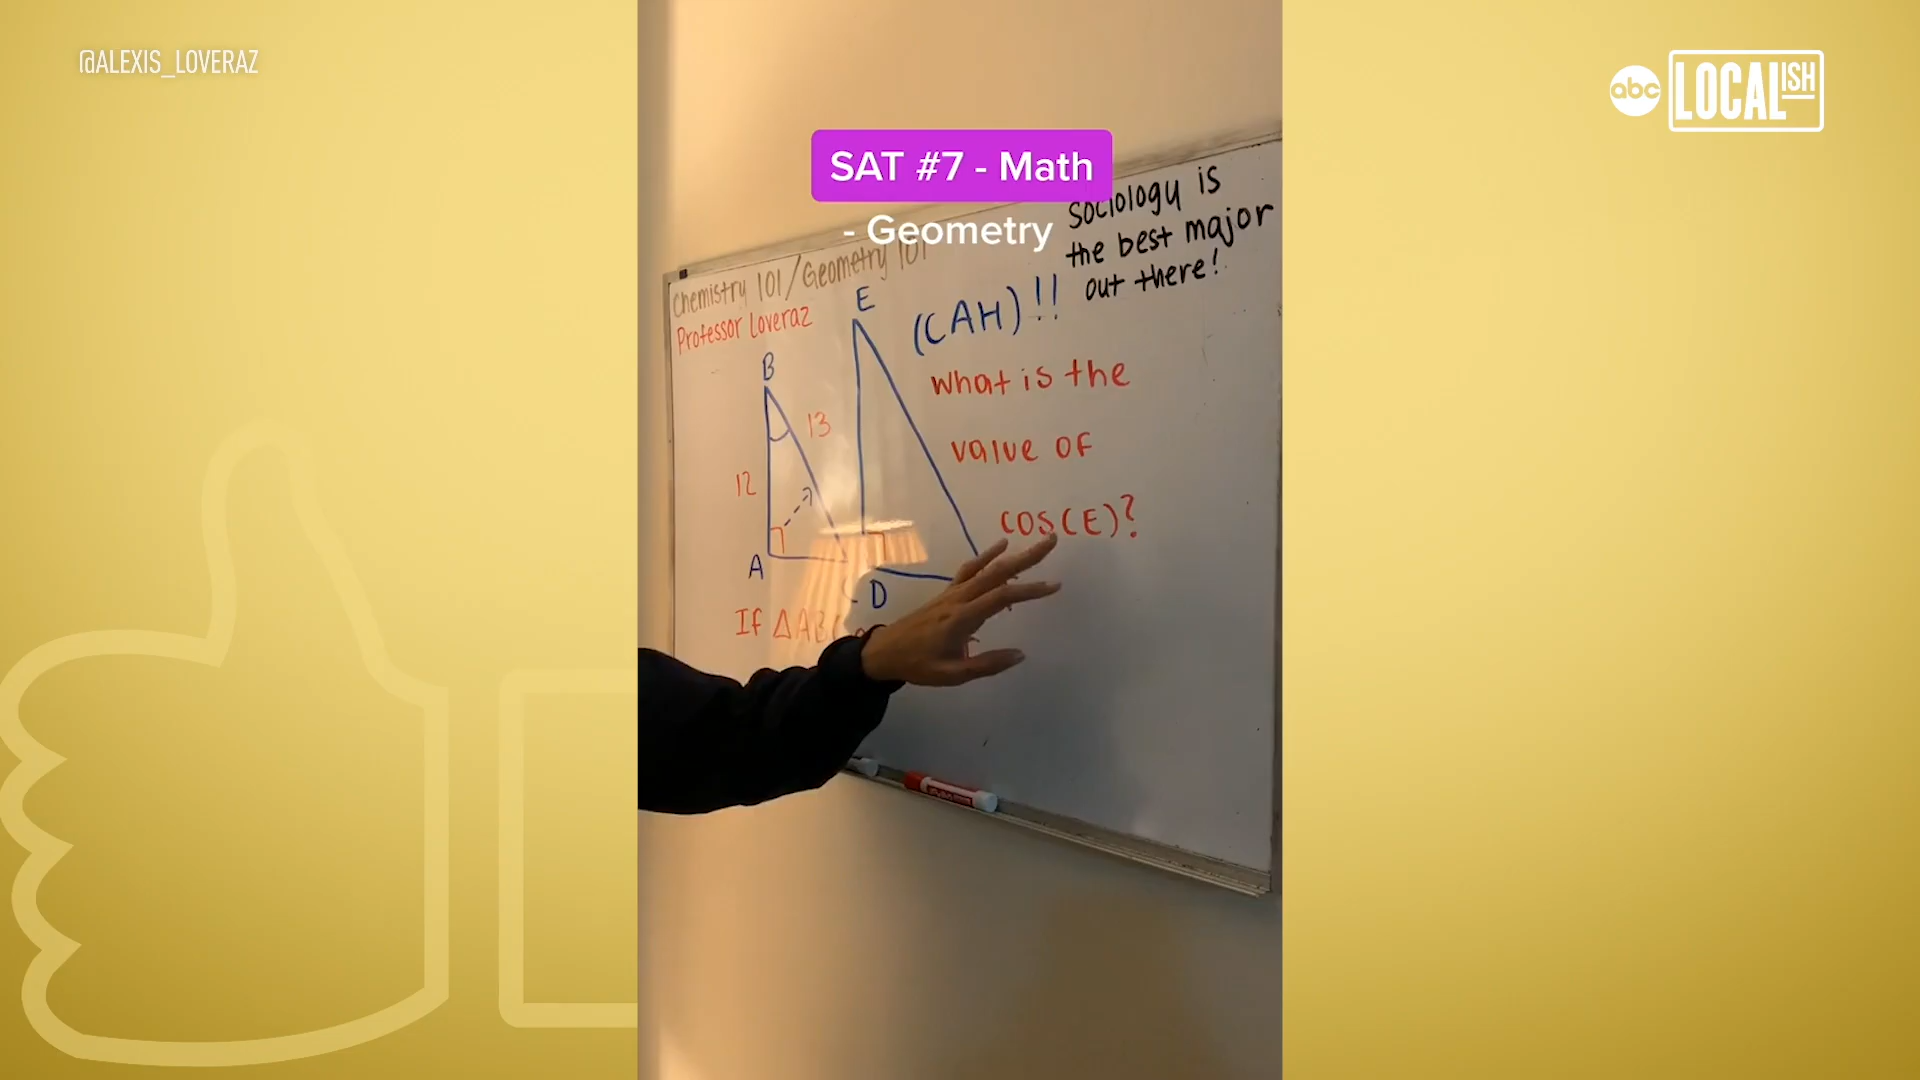 @ALEXIS_LOVERAZ
abc LOCALISH
SAT #7 - Math
- Geometry
Sociology is
the best major
out there!
Chemistry 101/Geometry 101
Professor Loveraz
E
(CAH)!!
B
What is the
13
value of
12
COS(E)?
A
D
If ΔAB